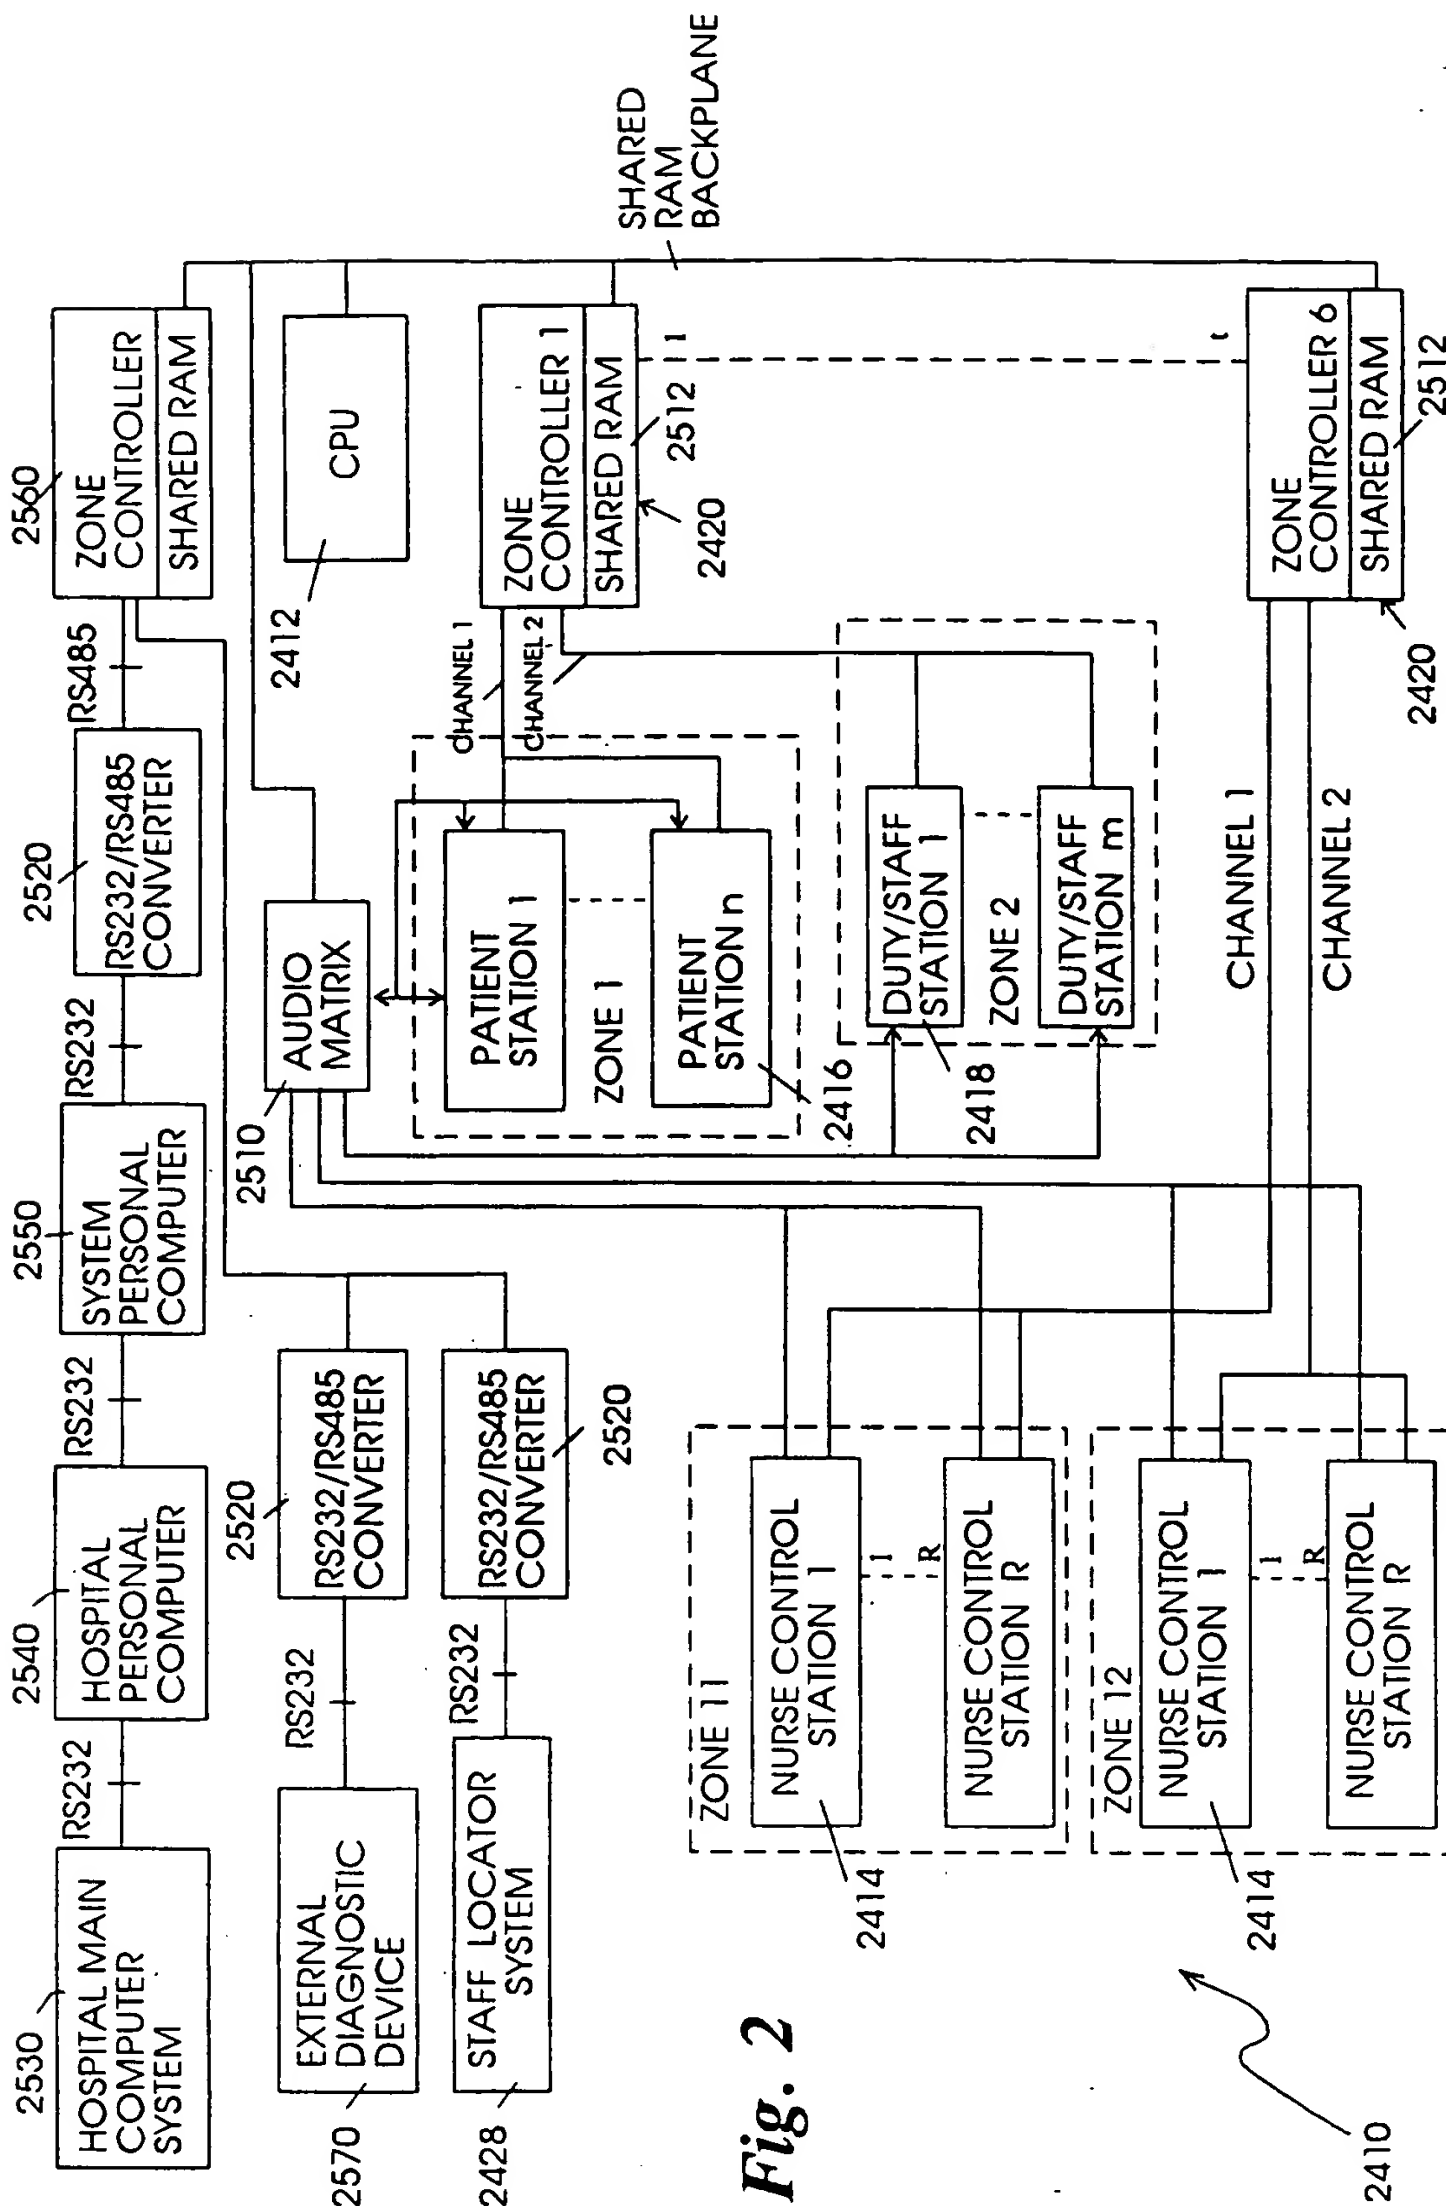 2530
HOSPITAL MAIN
COMPUTER
SYSTEM
RS232
2540
HOSPITAL
PERSONAL
COMPUTER
RS232
2550
SYSTEM
PERSONAL
COMPUTER
RS232
2520
RS232/RS485
CONVERTER
RS485
2560
ZONE
CONTROLLER
SHARED RAM
2570
EXTERNAL
DIAGNOSTIC
DEVICE
RS232
2520
RS232/RS485
CONVERTER
2428
STAFF LOCATOR
SYSTEM
RS232
RS232/RS485
CONVERTER
2520
2510
AUDIO
MATRIX
2412
CPU
SHARED
RAM
BACKPLANE
PATIENT
STATION 1
ZONE 1
PATIENT
STATION n
2416
CHANNEL 1
CHANNEL 2
ZONE
CONTROLLER 1
SHARED RAM
2512
2420
1
t
DUTY/STAFF
STATION 1
2418
ZONE 2
DUTY/STAFF
STATION m
ZONE 11
NURSE CONTROL
STATION 1
1
R
NURSE CONTROL
STATION R
2414
ZONE 12
NURSE CONTROL
STATION 1
1
R
NURSE CONTROL
STATION R
2414
CHANNEL 1
CHANNEL 2
ZONE
CONTROLLER 6
SHARED RAM
2512
2420
Fig. 2
2410